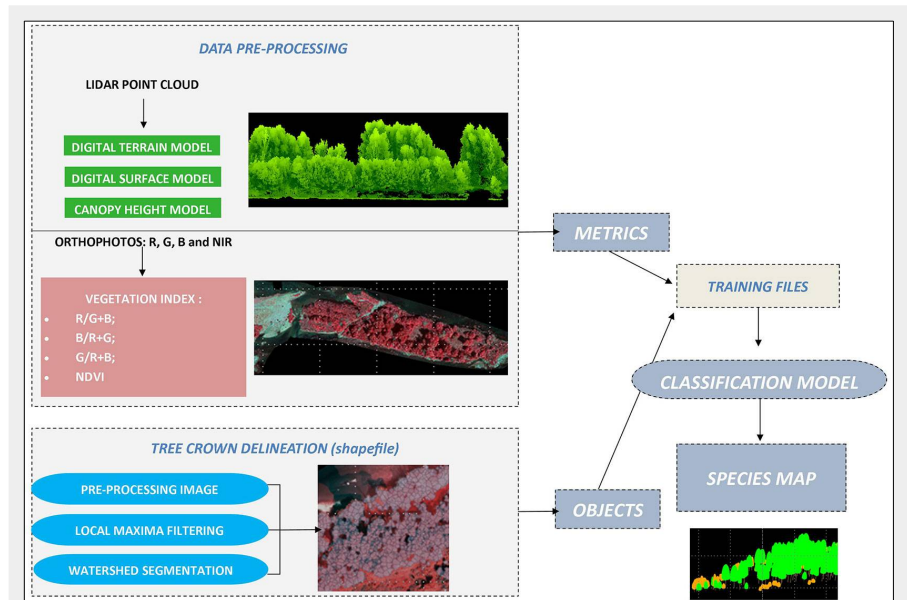 DATA PRE-PROCESSING
LIDAR POINT CLOUD
DIGITAL TERRAIN MODEL
DIGITAL SURFACE MODEL
CANOPY HEIGHT MODEL
ORTHOPHOTOS: R, G, B and NIR
VEGETATION INDEX :
• R/G+B;
• B/R+G;
• G/R+B;
• NDVI
TREE CROWN DELINEATION (shapefile)
PRE-PROCESSING IMAGE
LOCAL MAXIMA FILTERING
WATERSHED SEGMENTATION
METRICS
OBJECTS
TRAINING FILES
CLASSIFICATION MODEL
SPECIES MAP